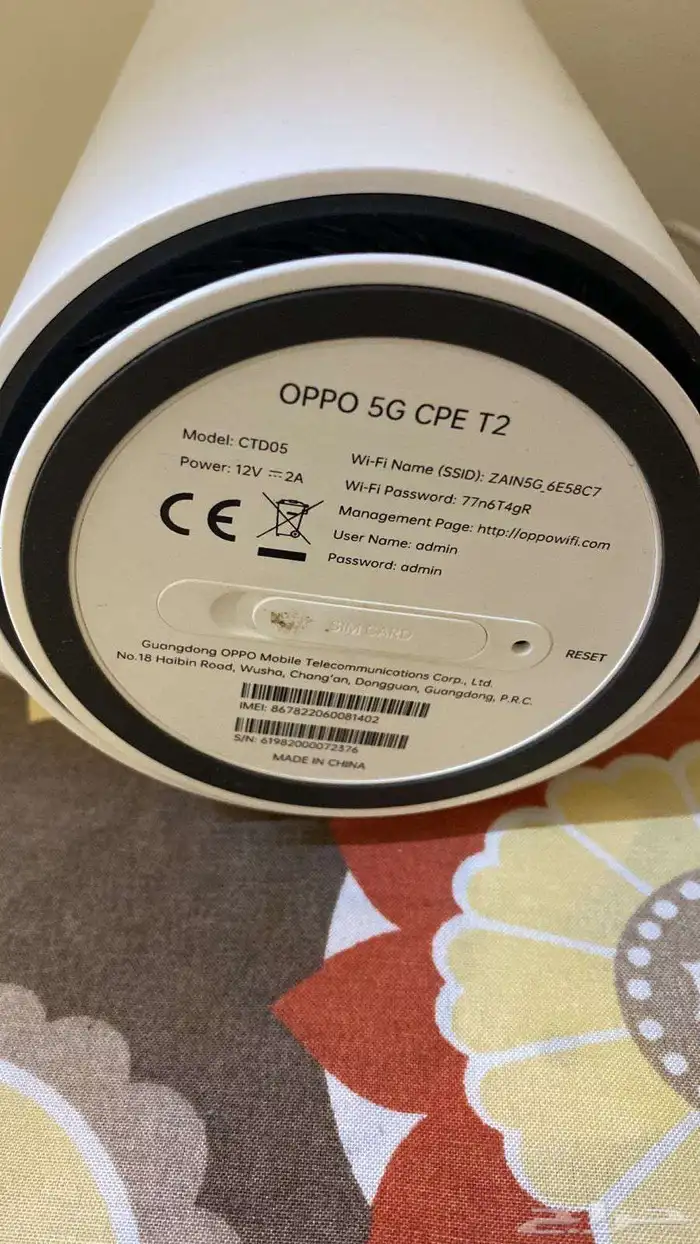 OPPO 5G CPE T2
Model: CTD05
Power: 12V ⎓ 2A
Wi-Fi Name (SSID): ZAIN5G_6E58C7
Wi-Fi Password: 77n6T4gR
Management Page: http://oppowifi.com
User Name: admin
Password: admin
CE
SIM CARD
RESET
Guangdong OPPO Mobile Telecommunications Corp., Ltd.
No.18 Haibin Road, Wusha, Chang'an, Dongguan, Guangdong, P.R.C.
IMEI: 867822060081402
S/N: 61982000072376
MADE IN CHINA